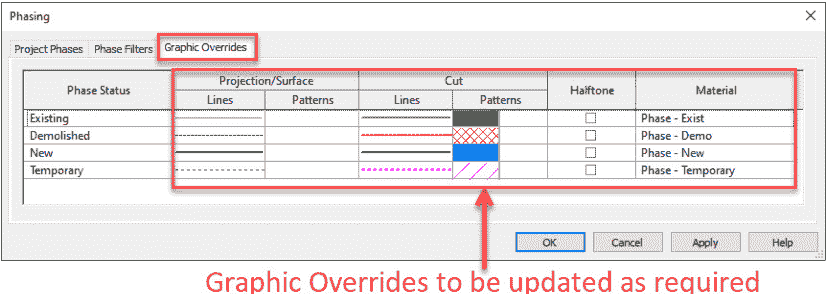 Phasing
Project Phases Phase Filters Graphic Overrides
Phase Status Projection/Surface Cut Halftone Material
Lines Patterns Lines Patterns
Existing Phase - Exist
Demolished Phase - Demo
New Phase - New
Temporary Phase - Temporary
OK Cancel Apply Help
Graphic Overrides to be updated as required